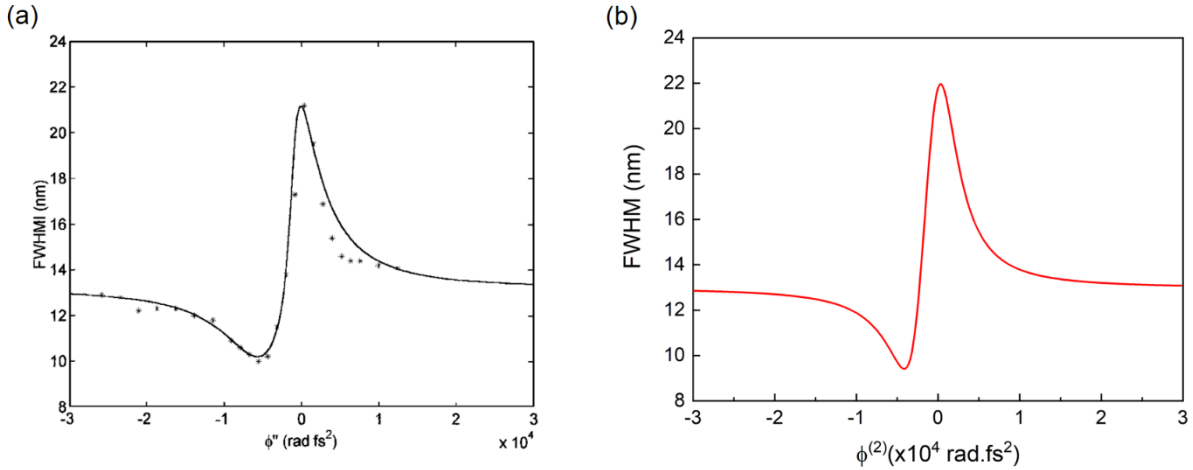 (a)
24
22
20
18
16
14
12
10
8
FWHMI (nm)
-3 -2 -1 0 1 2 3
ϕ" (rad fs²)
x 10⁴
(b)
24
22
20
18
16
14
12
10
8
FWHM (nm)
-3 -2 -1 0 1 2 3
ϕ⁽²⁾(x10⁴ rad.fs²)